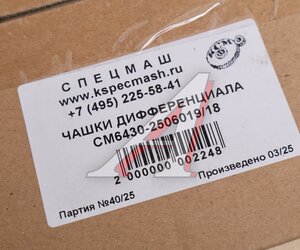 СПЕЦМАШ
www.kspecmash.ru
+7 (495) 225-58-41
ЧАШКИ ДИФФЕРЕНЦИАЛА
СМ6430-2506019/18
2 000000 002248
Партия №40/25
Произведено 03/25